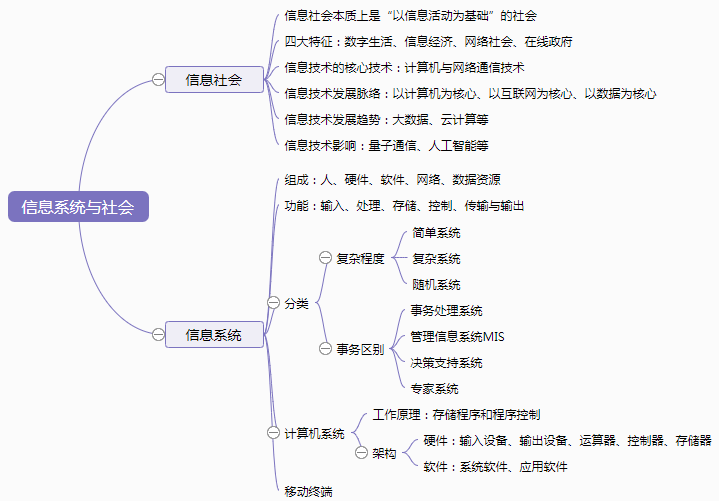 信息社会本质上是“以信息活动为基础”的社会
四大特征：数字生活、信息经济、网络社会、在线政府
信息技术的核心技术：计算机与网络通信技术
信息社会
信息技术发展脉络：以计算机为核心、以互联网为核心、以数据为核心
信息技术发展趋势：大数据、云计算等
信息技术影响：量子通信、人工智能等
信息系统与社会
组成：人、硬件、软件、网络、数据资源
功能：输入、处理、存储、控制、传输与输出
简单系统
复杂程度
复杂系统
随机系统
分类
事务处理系统
信息系统
管理信息系统MIS
事务区别
决策支持系统
专家系统
工作原理：存储程序和程序控制
计算机系统
硬件：输入设备、输出设备、运算器、控制器、存储器
架构
软件：系统软件、应用软件
移动终端